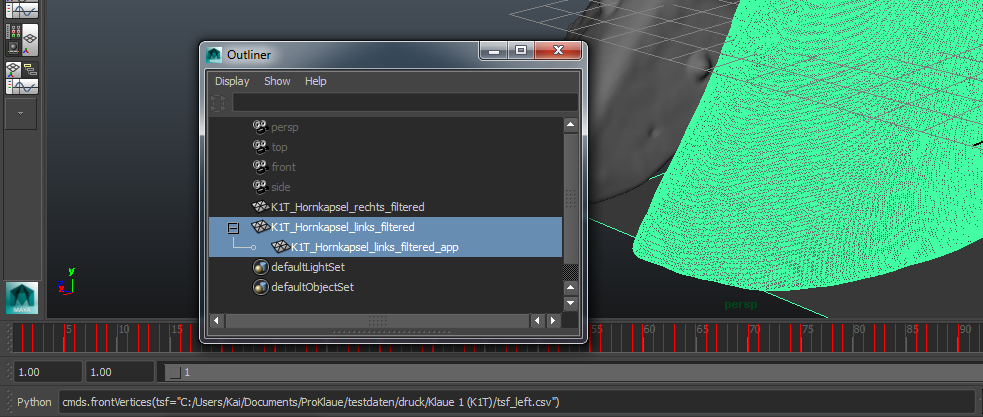 Outliner
Display Show Help
persp
top
front
side
K1T_Hornkapsel_rechts_filtered
K1T_Hornkapsel_links_filtered
K1T_Hornkapsel_links_filtered_app
defaultLightSet
defaultObjectSet
y
x
MAYA
persp
5 10 15 55 60 65 70 75 80 85 90
1.00 1.00 1
Python cmds.frontVertices(tsf="C:/Users/Kai/Documents/ProKlaue/testdaten/druck/Klaue 1 (K1T)/tsf_left.csv")